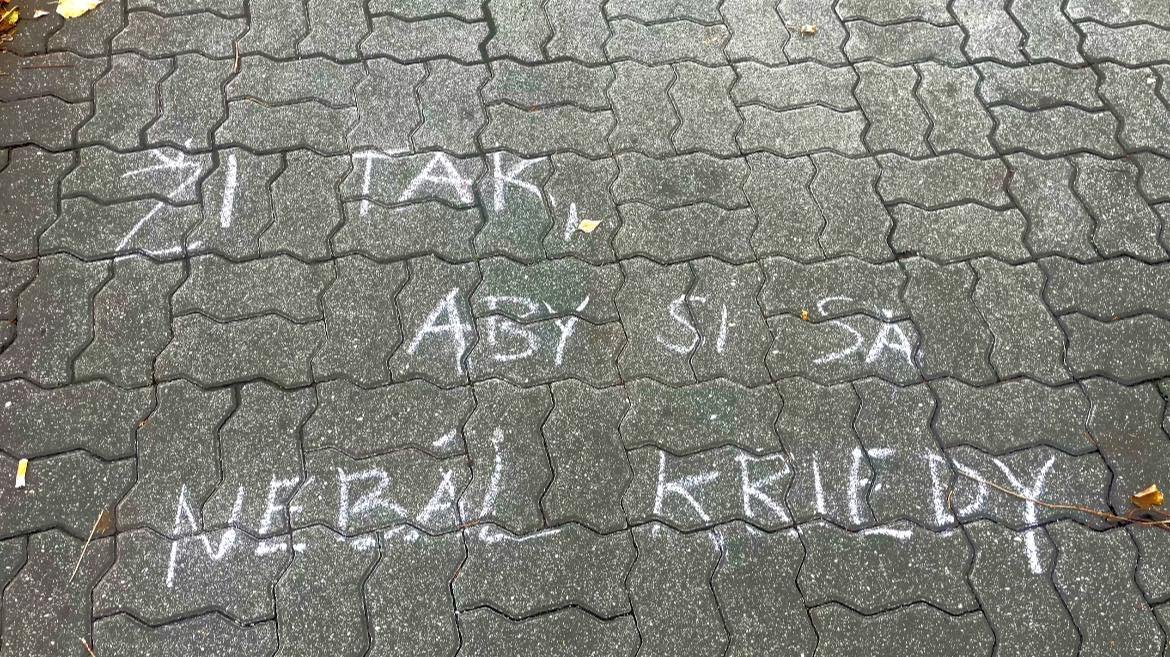 ŽI TAK,
ABY SI SA
NEBÁL KRIEDY